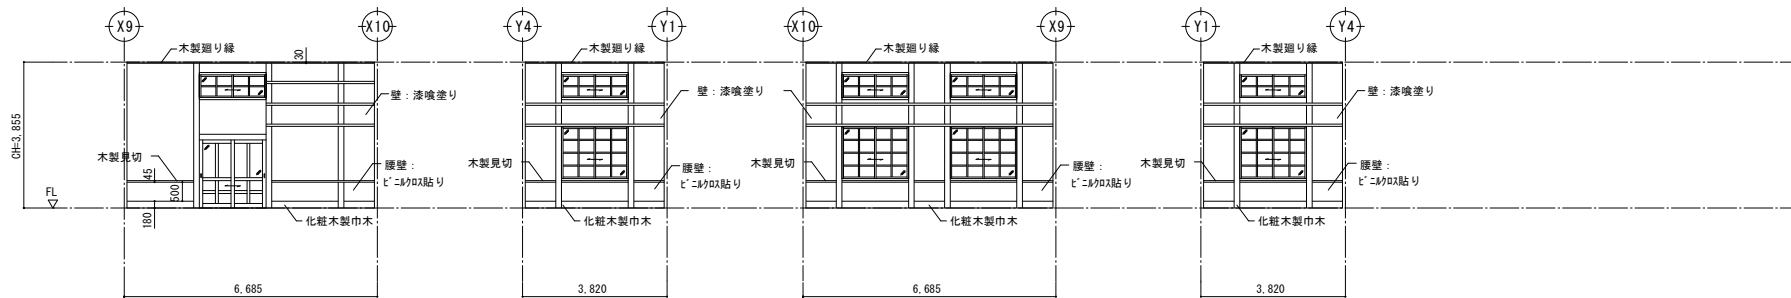 X9
X10
Y4
Y1
X10
X9
Y1
Y4
木製廻り縁
30
木製廻り縁
木製廻り縁
木製廻り縁
壁：漆喰塗り
壁：漆喰塗り
壁：漆喰塗り
CH=3,855
木製見切
45
500
180
FL
腰壁：
ﾋﾞﾆﾙｸﾛｽ貼り
化粧木製巾木
木製見切
腰壁：
ﾋﾞﾆﾙｸﾛｽ貼り
化粧木製巾木
木製見切
腰壁：
ﾋﾞﾆﾙｸﾛｽ貼り
化粧木製巾木
木製見切
腰壁：
ﾋﾞﾆﾙｸﾛｽ貼り
化粧木製巾木
6,685
3,820
6,685
3,820